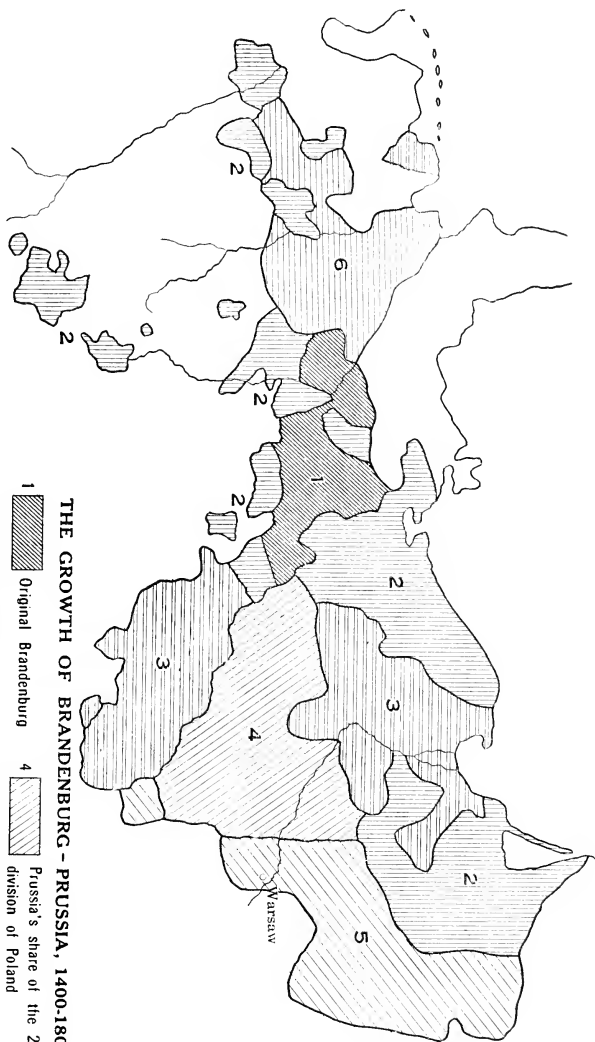 2
6
2
2
2
1
2
3
3
4
2
5
Warsaw
THE GROWTH OF BRANDENBURG – PRUSSIA, 1400-18
1 Original Brandenburg
4 Prussia's share of the 2
division of Poland